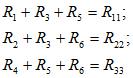 R₁ + R₃ + R₅ = R₁₁;
R₂ + R₃ + R₆ = R₂₂;
R₄ + R₅ + R₆ = R₃₃